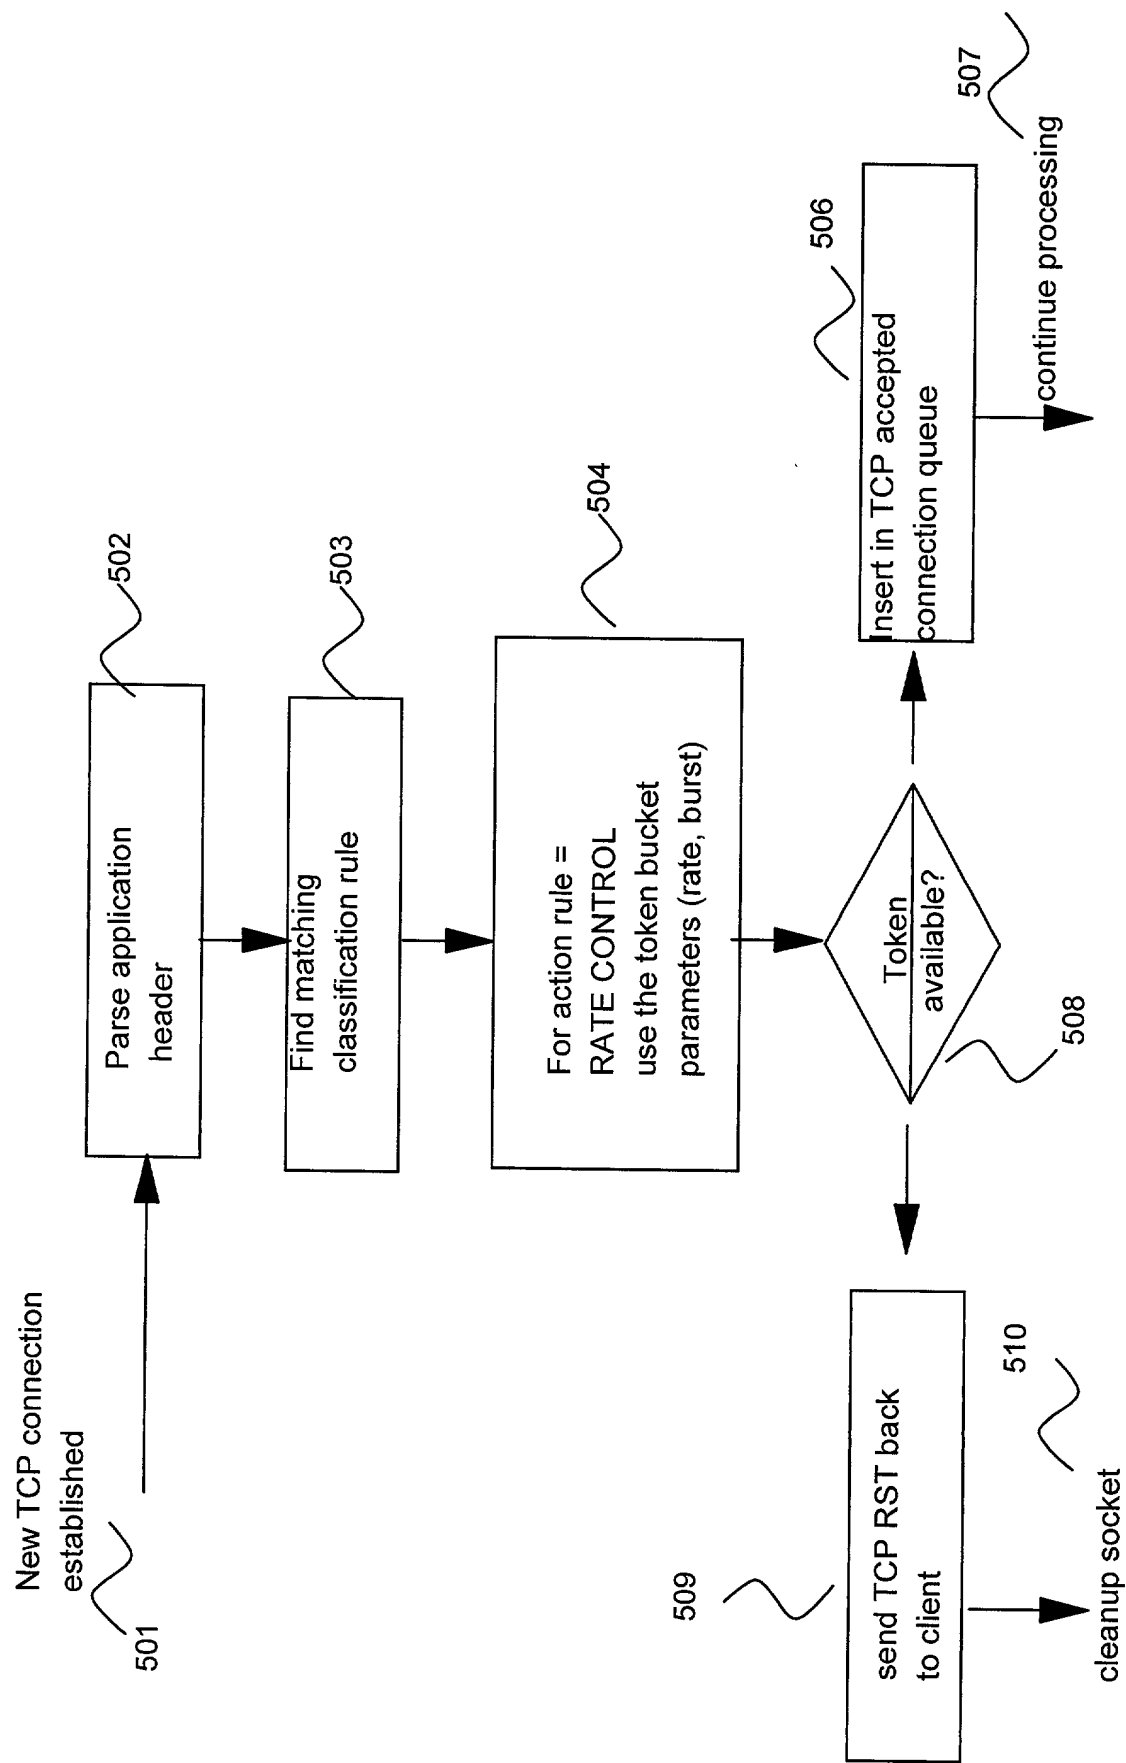 New TCP connection
established
501
Parse application
header
502
Find matching
classification rule
503
For action rule =
RATE CONTROL
use the token bucket
parameters (rate, burst)
504
Token
available?
508
Insert in TCP accepted
connection queue
506
continue processing
507
send TCP RST back
to client
509
cleanup socket
510